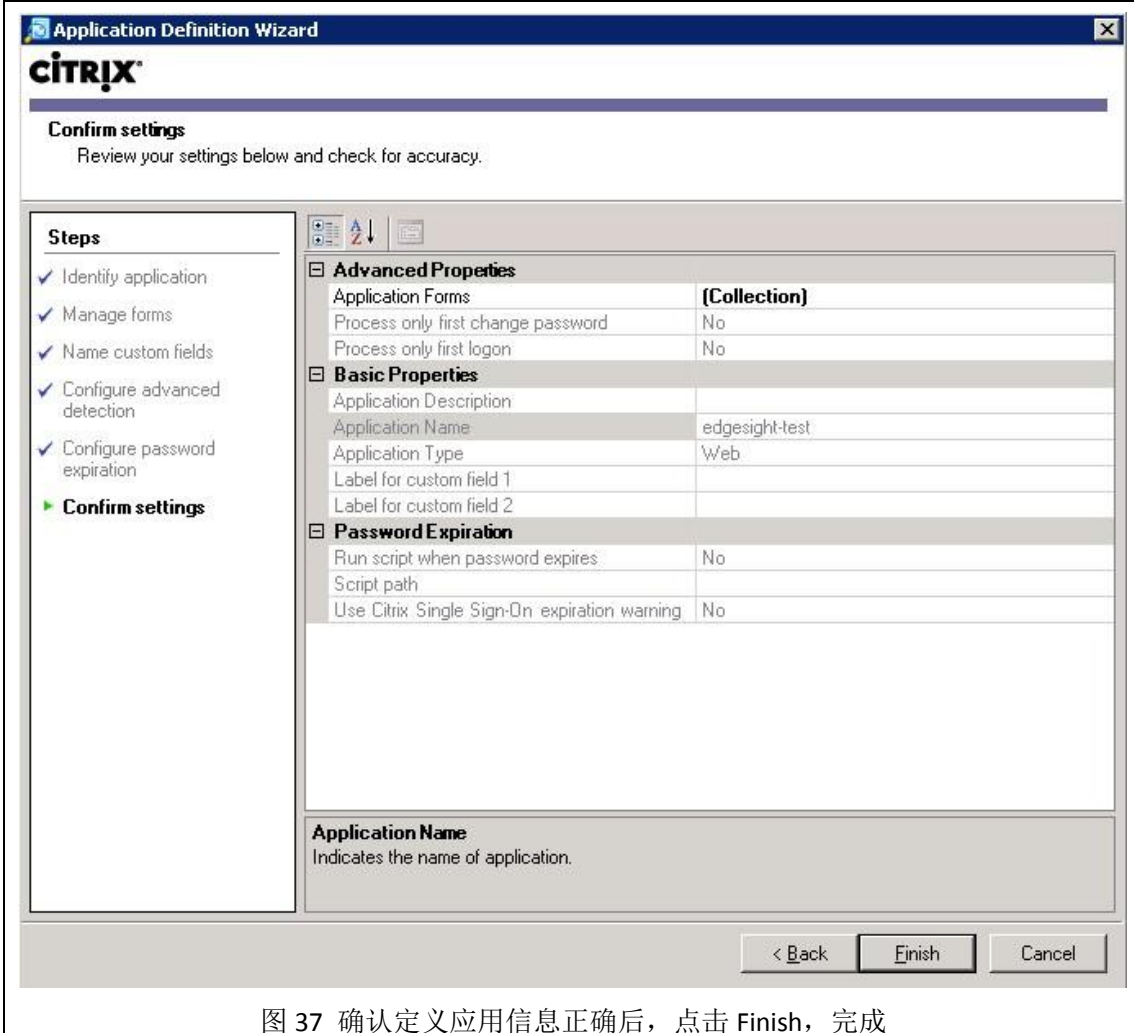 Application Definition Wizard
CİTRIX
Confirm settings
Review your settings below and check for accuracy.
Steps
Identify application
Manage forms
Name custom fields
Configure advanced
detection
Configure password
expiration
Confirm settings
Advanced Properties
Application Forms (Collection)
Process only first change password No
Process only first logon No
Basic Properties
Application Description
Application Name edgesight-test
Application Type Web
Label for custom field 1
Label for custom field 2
Password Expiration
Run script when password expires No
Script path
Use Citrix Single Sign-On expiration warning No
Application Name
Indicates the name of application.
< Back Finish Cancel
图 37 确认定义应用信息正确后，点击 Finish，完成